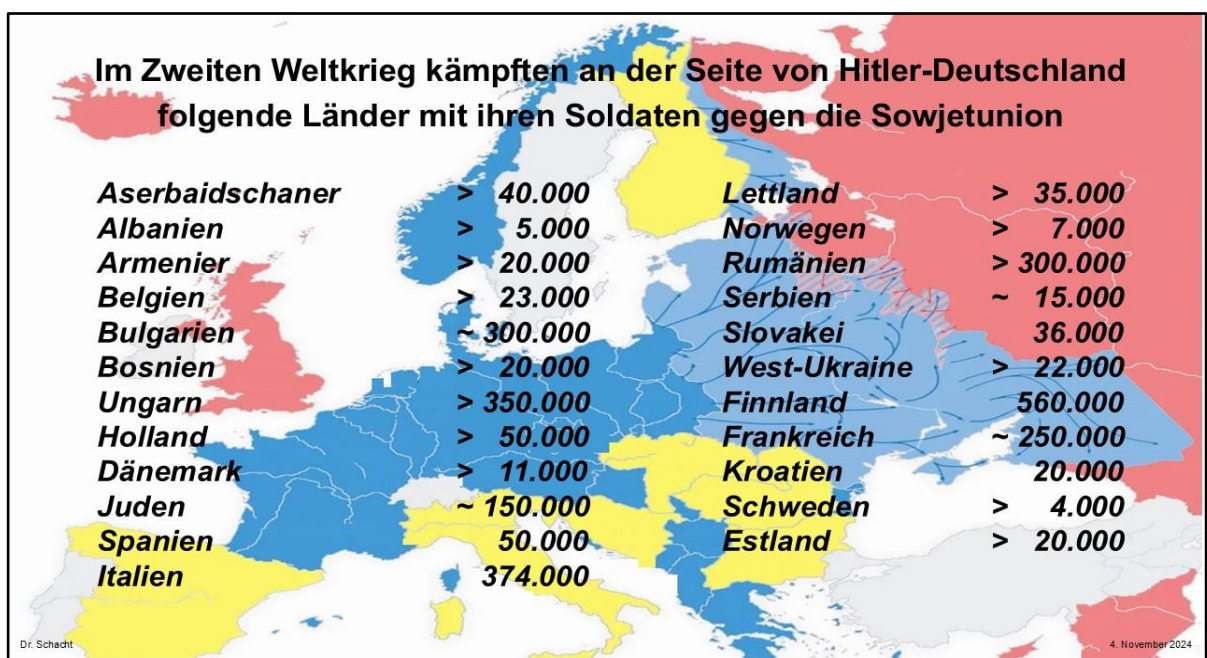 Im Zweiten Weltkrieg kämpften an der Seite von Hitler-Deutschland
folgende Länder mit ihren Soldaten gegen die Sowjetunion
Aserbaidschaner > 40.000
Albanien > 5.000
Armenier > 20.000
Belgien > 23.000
Bulgarien ~ 300.000
Bosnien > 20.000
Ungarn > 350.000
Holland > 50.000
Dänemark > 11.000
Juden ~ 150.000
Spanien 50.000
Italien 374.000
Lettland > 35.000
Norwegen > 7.000
Rumänien > 300.000
Serbien ~ 15.000
Slovakei 36.000
West-Ukraine > 22.000
Finnland 560.000
Frankreich ~ 250.000
Kroatien 20.000
Schweden > 4.000
Estland > 20.000
Dr. Schacht
4. November 2024